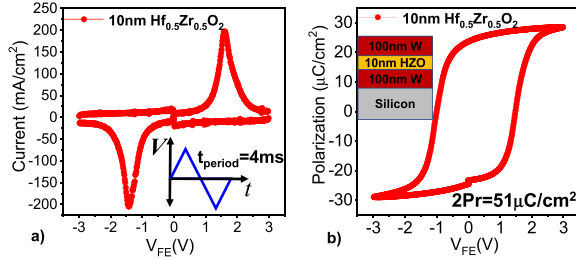 10nm Hf0.5Zr0.5O2
Current (mA/cm²)
200
150
100
50
0
-50
-100
-150
-200
V
tperiod=4ms
t
-3 -2 -1 0 1 2 3
a)
VFE(V)
10nm Hf0.5Zr0.5O2
Polarization (μC/cm²)
30
20
10
0
-10
-20
-30
100nm W
10nm HZO
100nm W
Silicon
2Pr=51μC/cm²
-3 -2 -1 0 1 2 3
b)
VFE(V)